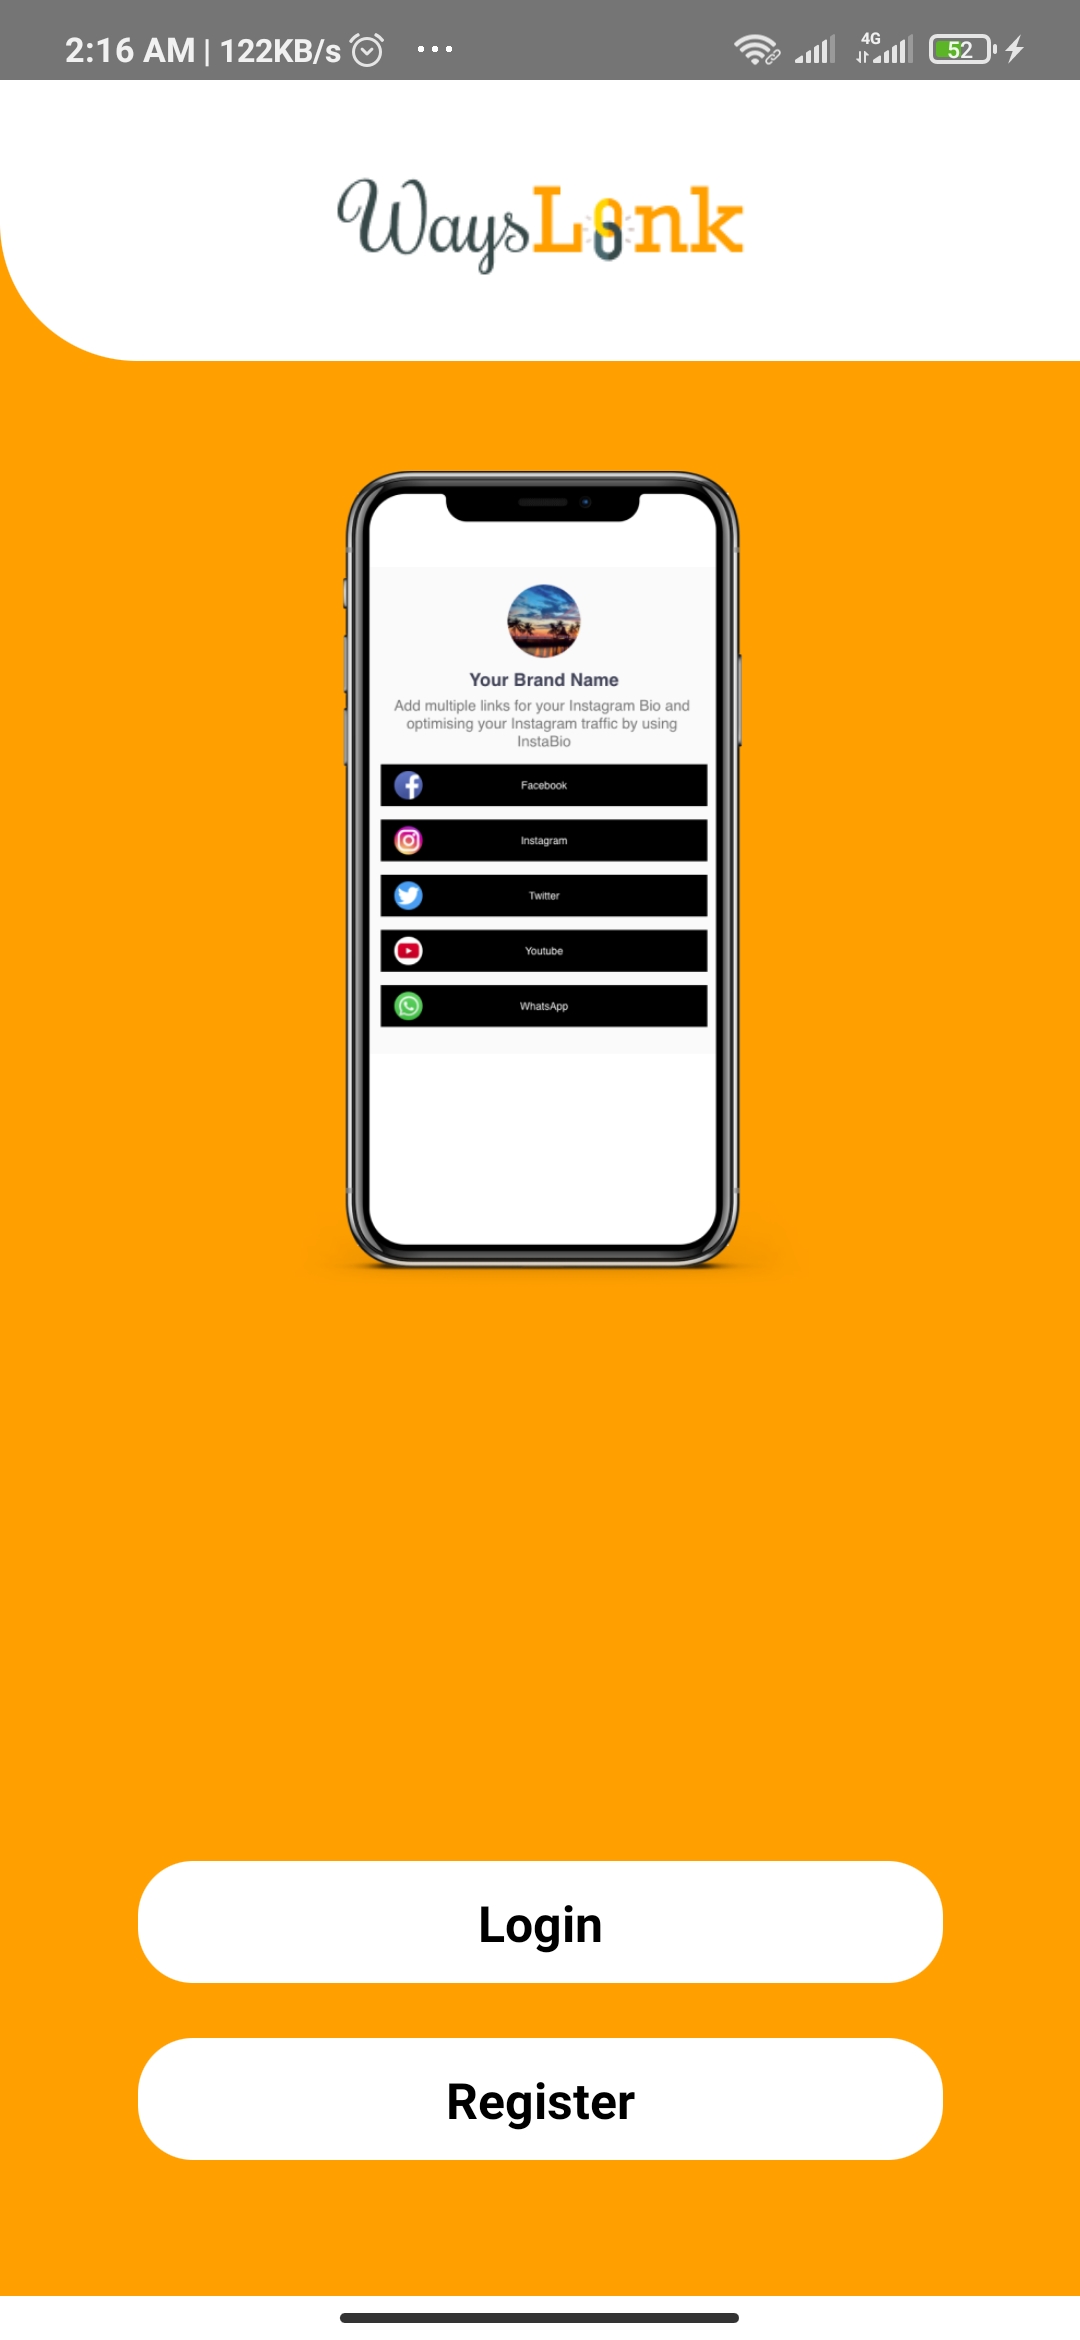 2:16 AM | 122KB/s ...
4G
52
WaysLink
Your Brand Name
Add multiple links for your Instagram Bio and
optimising your Instagram traffic by using
InstaBio
Facebook
Instagram
Twitter
Youtube
WhatsApp
Login
Register